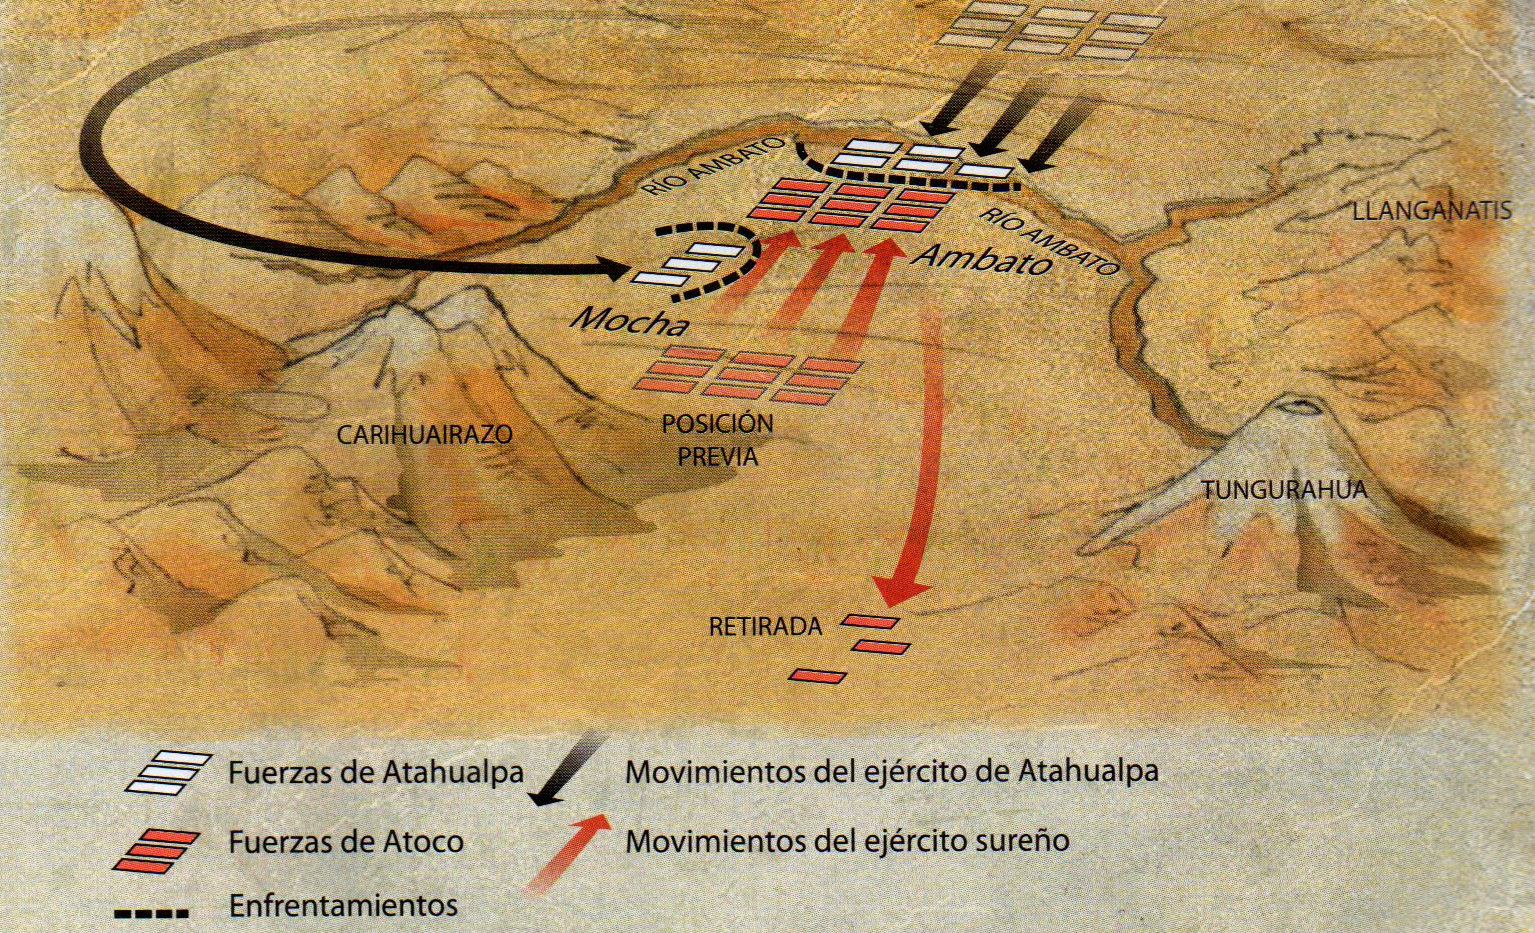 RÍO AMBATO
LLANGANATIS
RÍO AMBATO
Ambato
Mocha
CARIHUAIRAZO
POSICIÓN
PREVIA
TUNGURAHUA
RETIRADA
Fuerzas de Atahualpa
Movimientos del ejército de Atahualpa
Fuerzas de Atoco
Movimientos del ejército sureño
Enfrentamientos